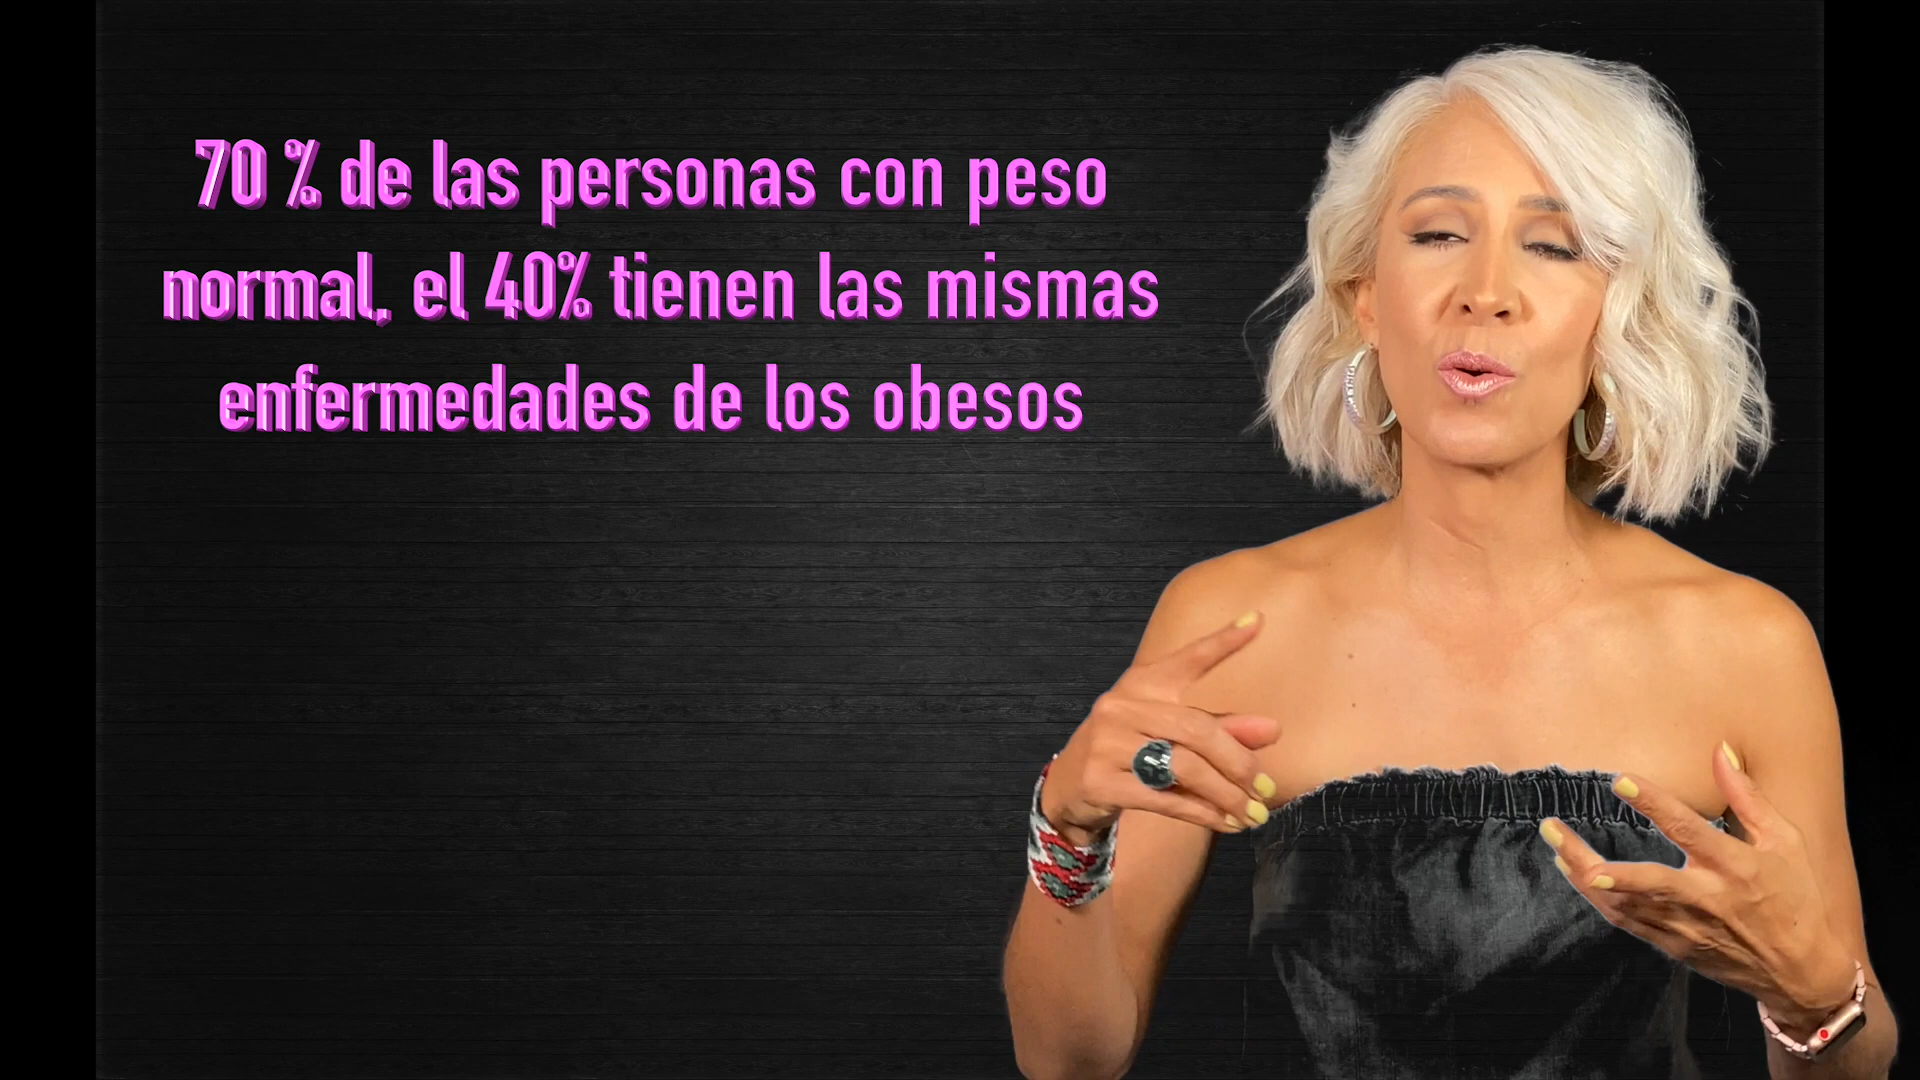 70 % de las personas con peso
normal, el 40% tienen las mismas
enfermedades de los obesos